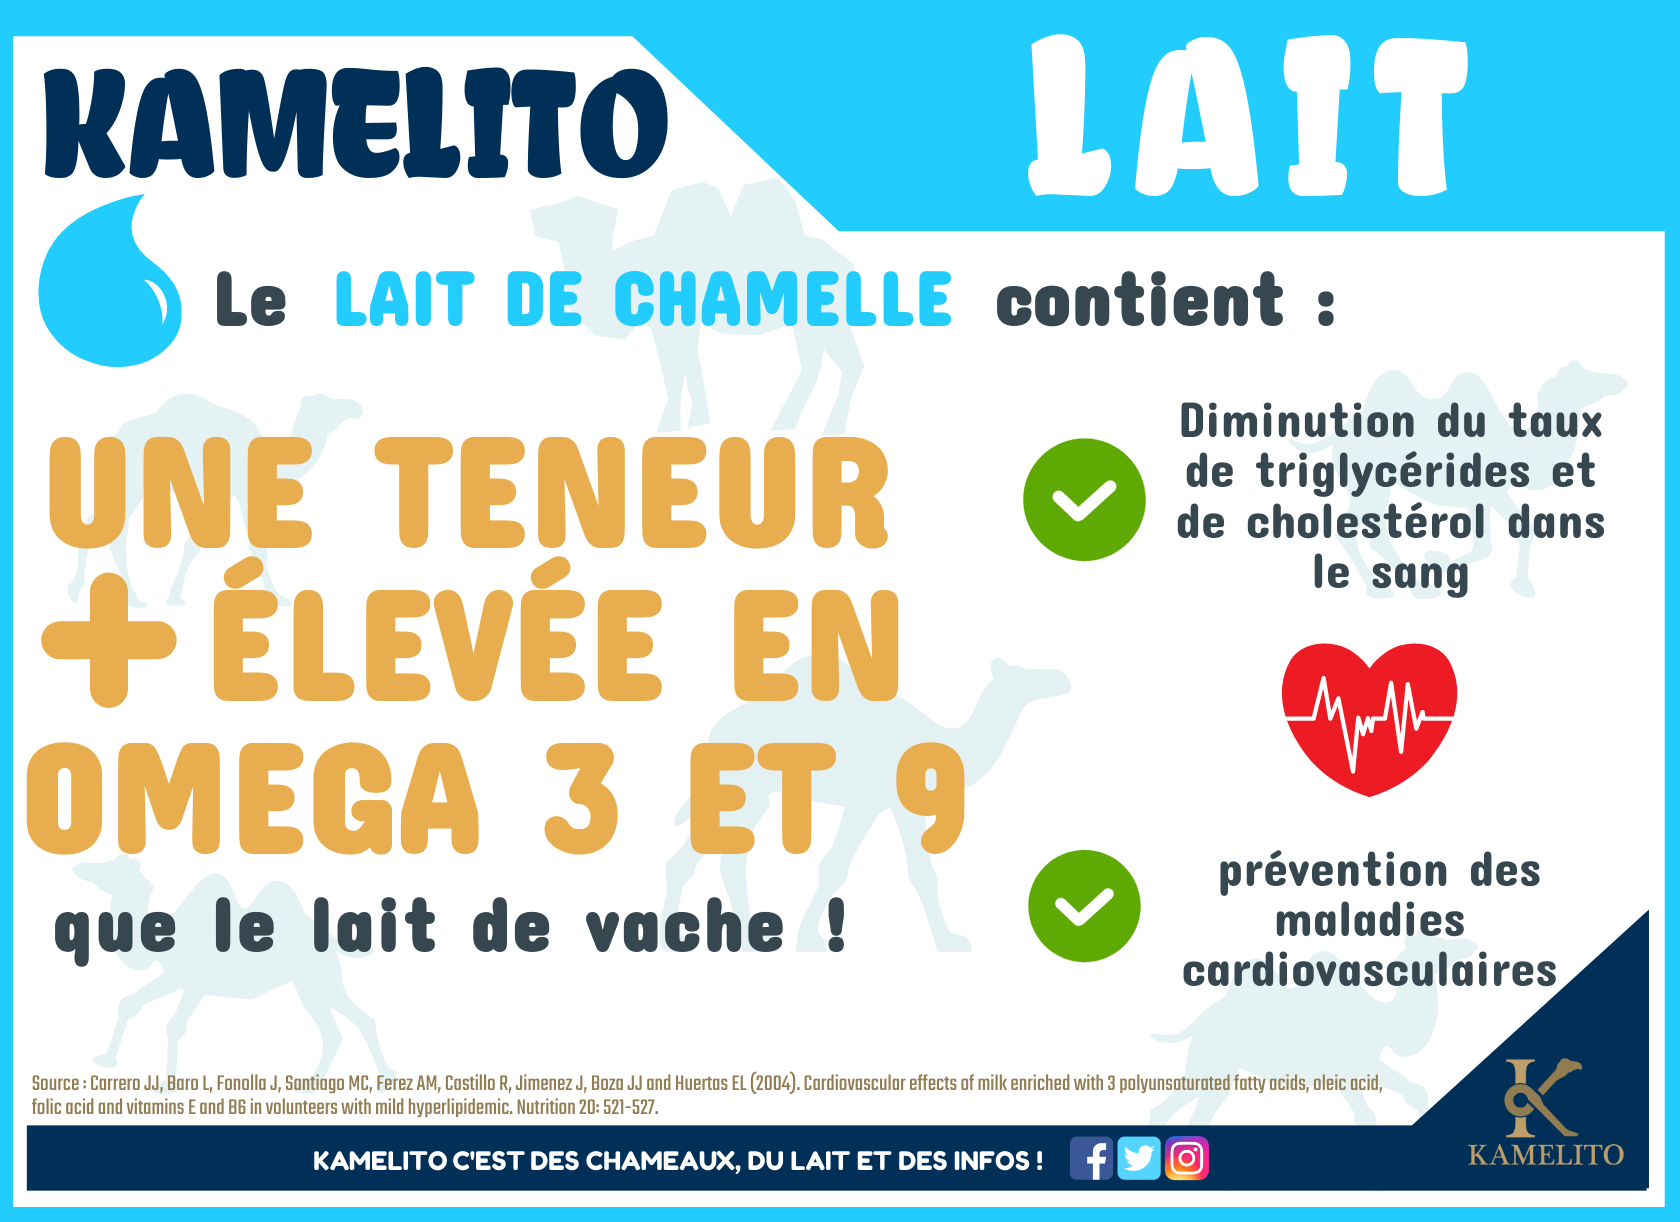 KAMELITO
LAIT
Le LAIT DE CHAMELLE contient :
UNE TENEUR
+ ÉLEVÉE EN
OMEGA 3 ET 9
que le lait de vache !
Diminution du taux
de triglycérides et
de cholestérol dans
le sang
prévention des
maladies
cardiovasculaires
Source : Carrero JJ, Baro L, Fonolla J, Santiago MC, Ferez AM, Castillo R, Jimenez J, Boza JJ and Huertas EL (2004). Cardiovascular effects of milk enriched with 3 polyunsaturated fatty acids, oleic acid,
folic acid and vitamins E and B6 in volunteers with mild hyperlipidemic. Nutrition 20: 521-527.
KAMELITO C'EST DES CHAMEAUX, DU LAIT ET DES INFOS !
KAMELITO